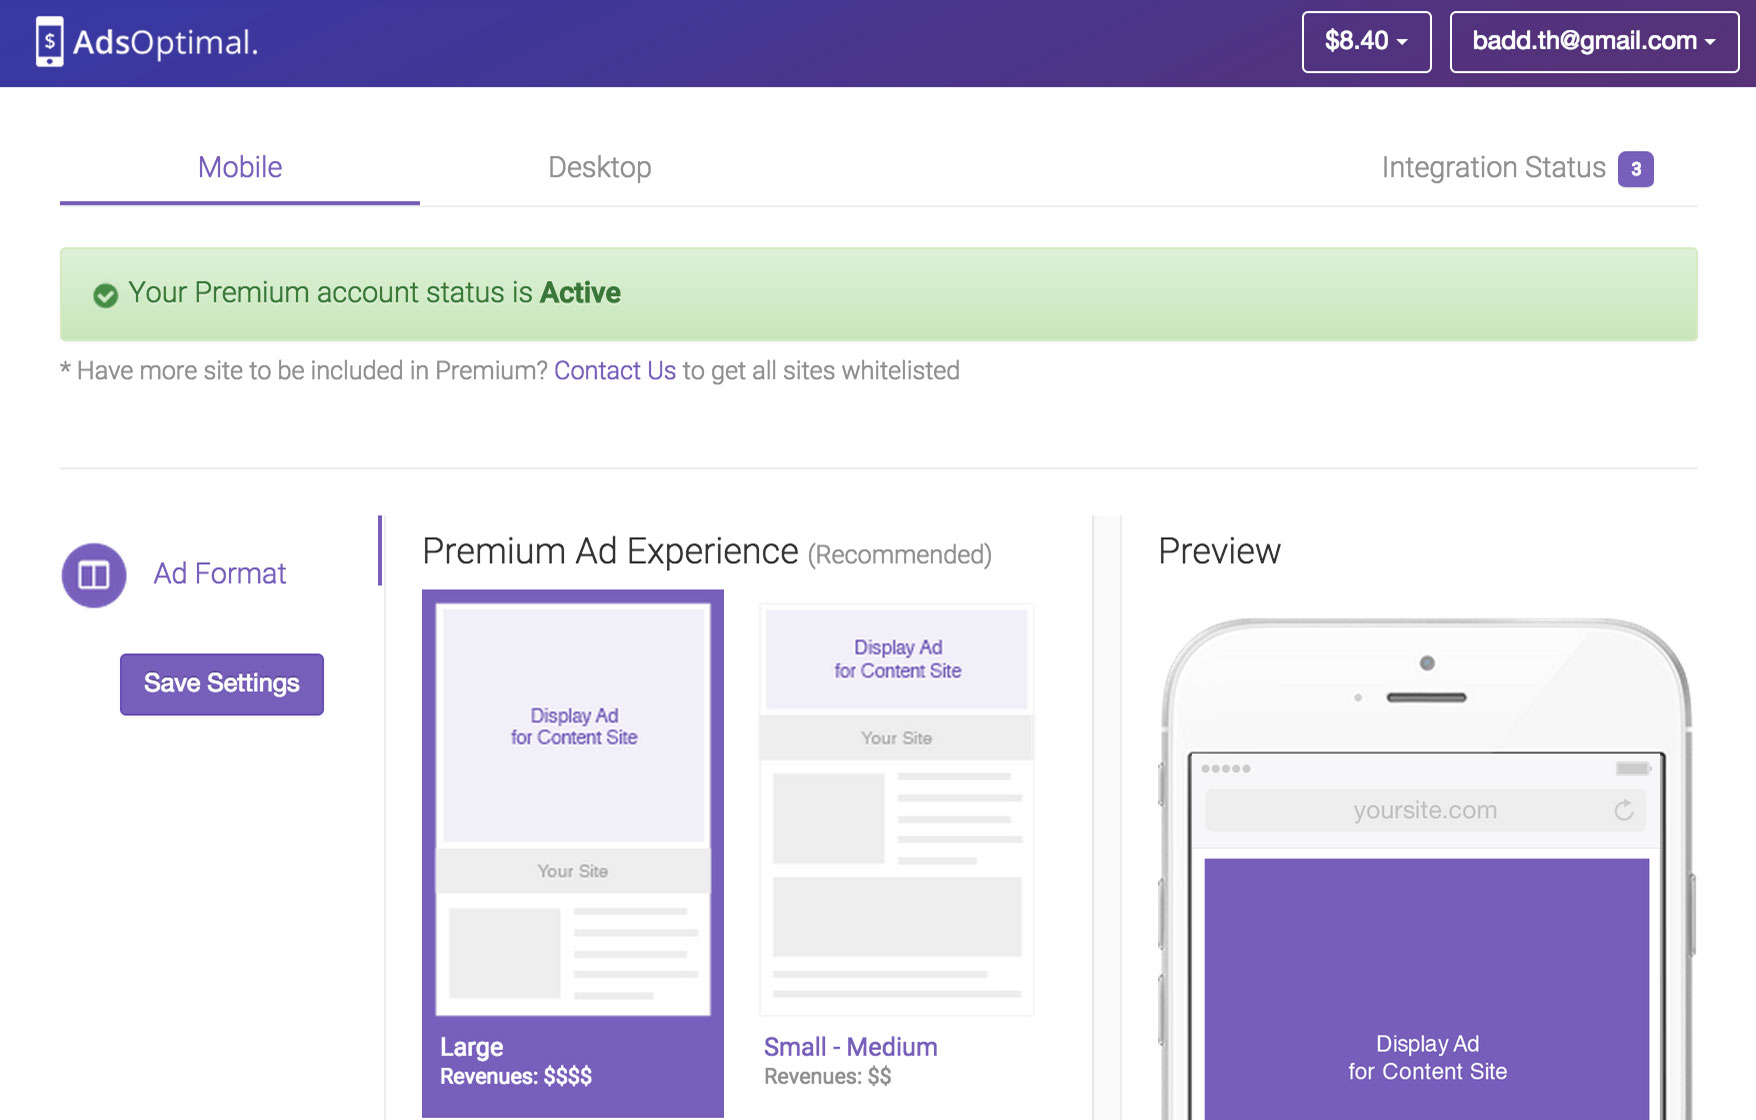 $ AdsOptimal.
$8.40
badd.th@gmail.com
Mobile
Desktop
Integration Status 3
Your Premium account status is Active
* Have more site to be included in Premium? Contact Us to get all sites whitelisted
Ad Format
Save Settings
Premium Ad Experience (Recommended)
Display Ad
for Content Site
Your Site
Large
Revenues: $$$$
Display Ad
for Content Site
Your Site
Small - Medium
Revenues: $$
Preview
yoursite.com
Display Ad
for Content Site